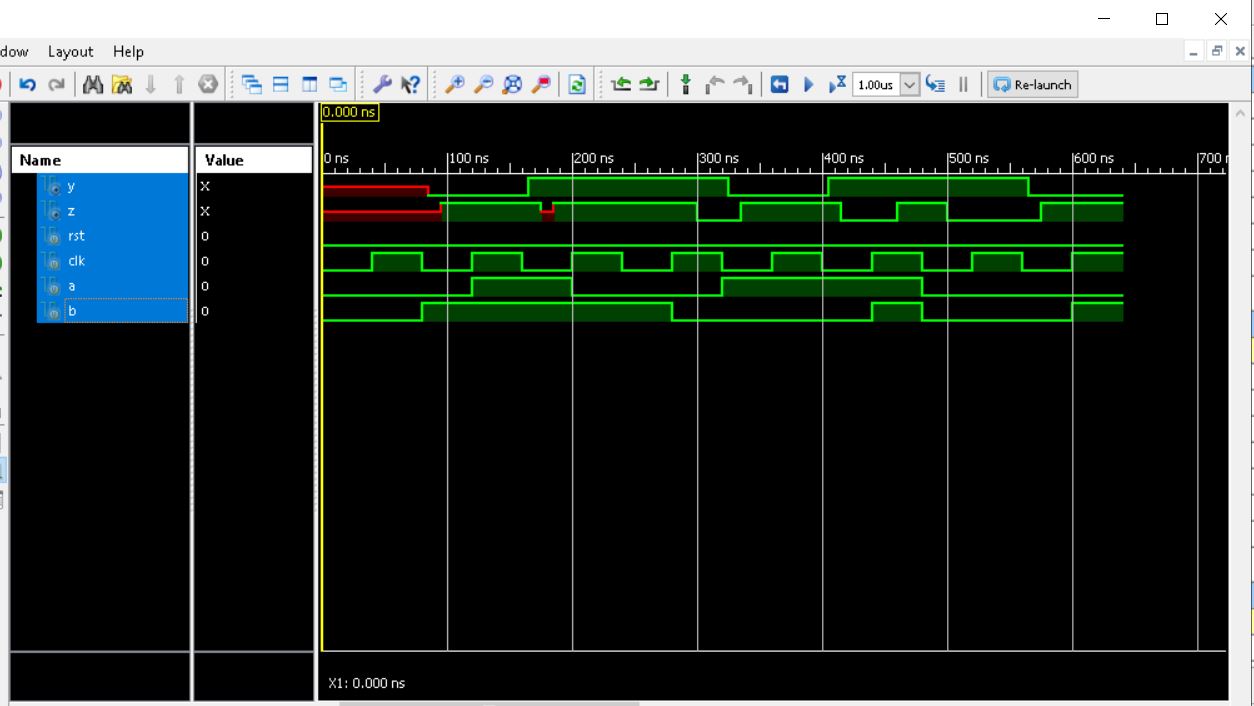 dow Layout Help
1.00us Re-launch
0.000 ns
Name Value
0 ns 100 ns 200 ns 300 ns 400 ns 500 ns 600 ns 700 n
y X
z X
rst 0
clk 0
a 0
b 0
X1: 0.000 ns